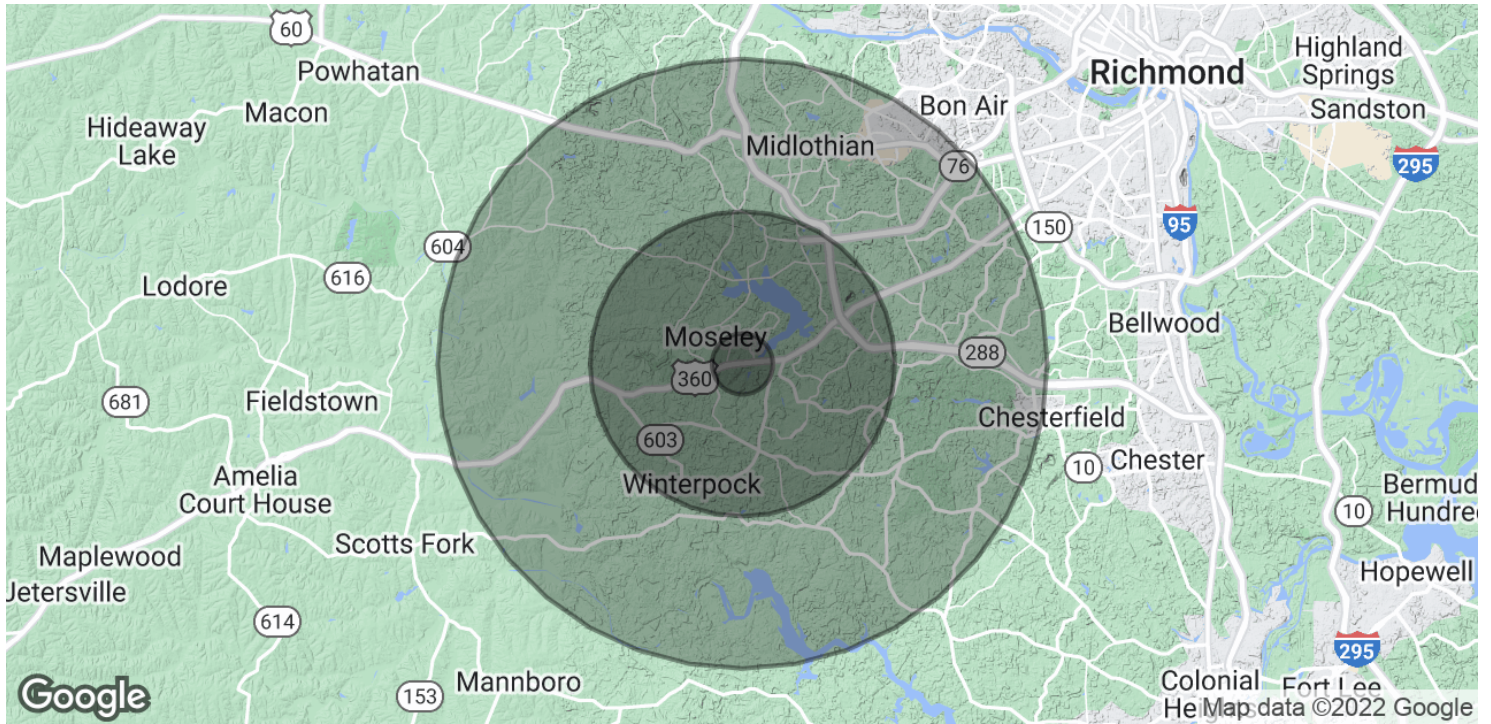 60
Powhatan
Macon
Hideaway
Lake
Richmond
Highland
Springs
Sandston
Bon Air
Midlothian
76
295
95
150
604
616
Lodore
Moseley
360
Bellwood
288
681
Fieldstown
Chesterfield
603
10
Chester
Winterpock
Amelia
Court House
Bermud
Hundre
10
Scotts Fork
Maplewood
Jetersville
Hopewell
614
295
153
Mannboro
Colonial
He
Fort Lee
Google
Map data ©2022 Google